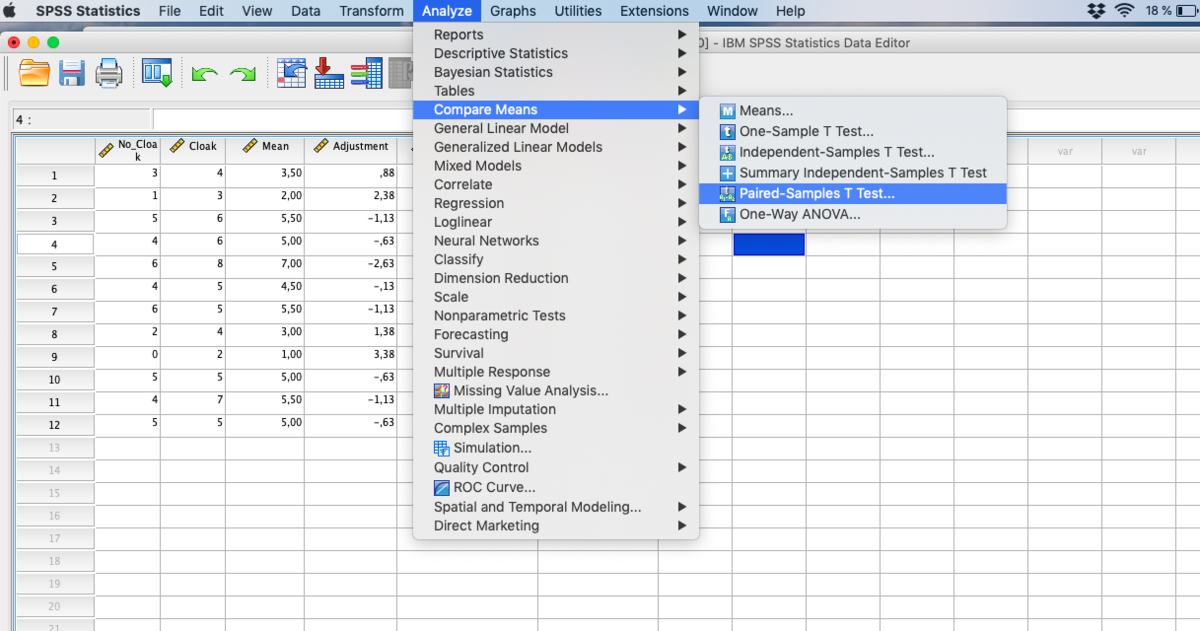 SPSS Statistics File Edit View Data Transform Analyze Graphs Utilities Extensions Window Help 18 %
0] - IBM SPSS Statistics Data Editor
4 :
No_Cloa
k
Cloak
Mean
Adjustment
var
var
1 3 4 3,50 ,88
2 1 3 2,00 2,38
3 5 6 5,50 -1,13
4 4 6 5,00 -,63
5 6 8 7,00 -2,63
6 4 5 4,50 -,13
7 6 5 5,50 -1,13
8 2 4 3,00 1,38
9 0 2 1,00 3,38
10 5 5 5,00 -,63
11 4 7 5,50 -1,13
12 5 5 5,00 -,63
13
14
15
16
17
18
19
20
21
Reports
Descriptive Statistics
Bayesian Statistics
Tables
Compare Means
General Linear Model
Generalized Linear Models
Mixed Models
Correlate
Regression
Loglinear
Neural Networks
Classify
Dimension Reduction
Scale
Nonparametric Tests
Forecasting
Survival
Multiple Response
Missing Value Analysis...
Multiple Imputation
Complex Samples
Simulation...
Quality Control
ROC Curve...
Spatial and Temporal Modeling...
Direct Marketing
Means...
One-Sample T Test...
Independent-Samples T Test...
Summary Independent-Samples T Test
Paired-Samples T Test...
One-Way ANOVA...